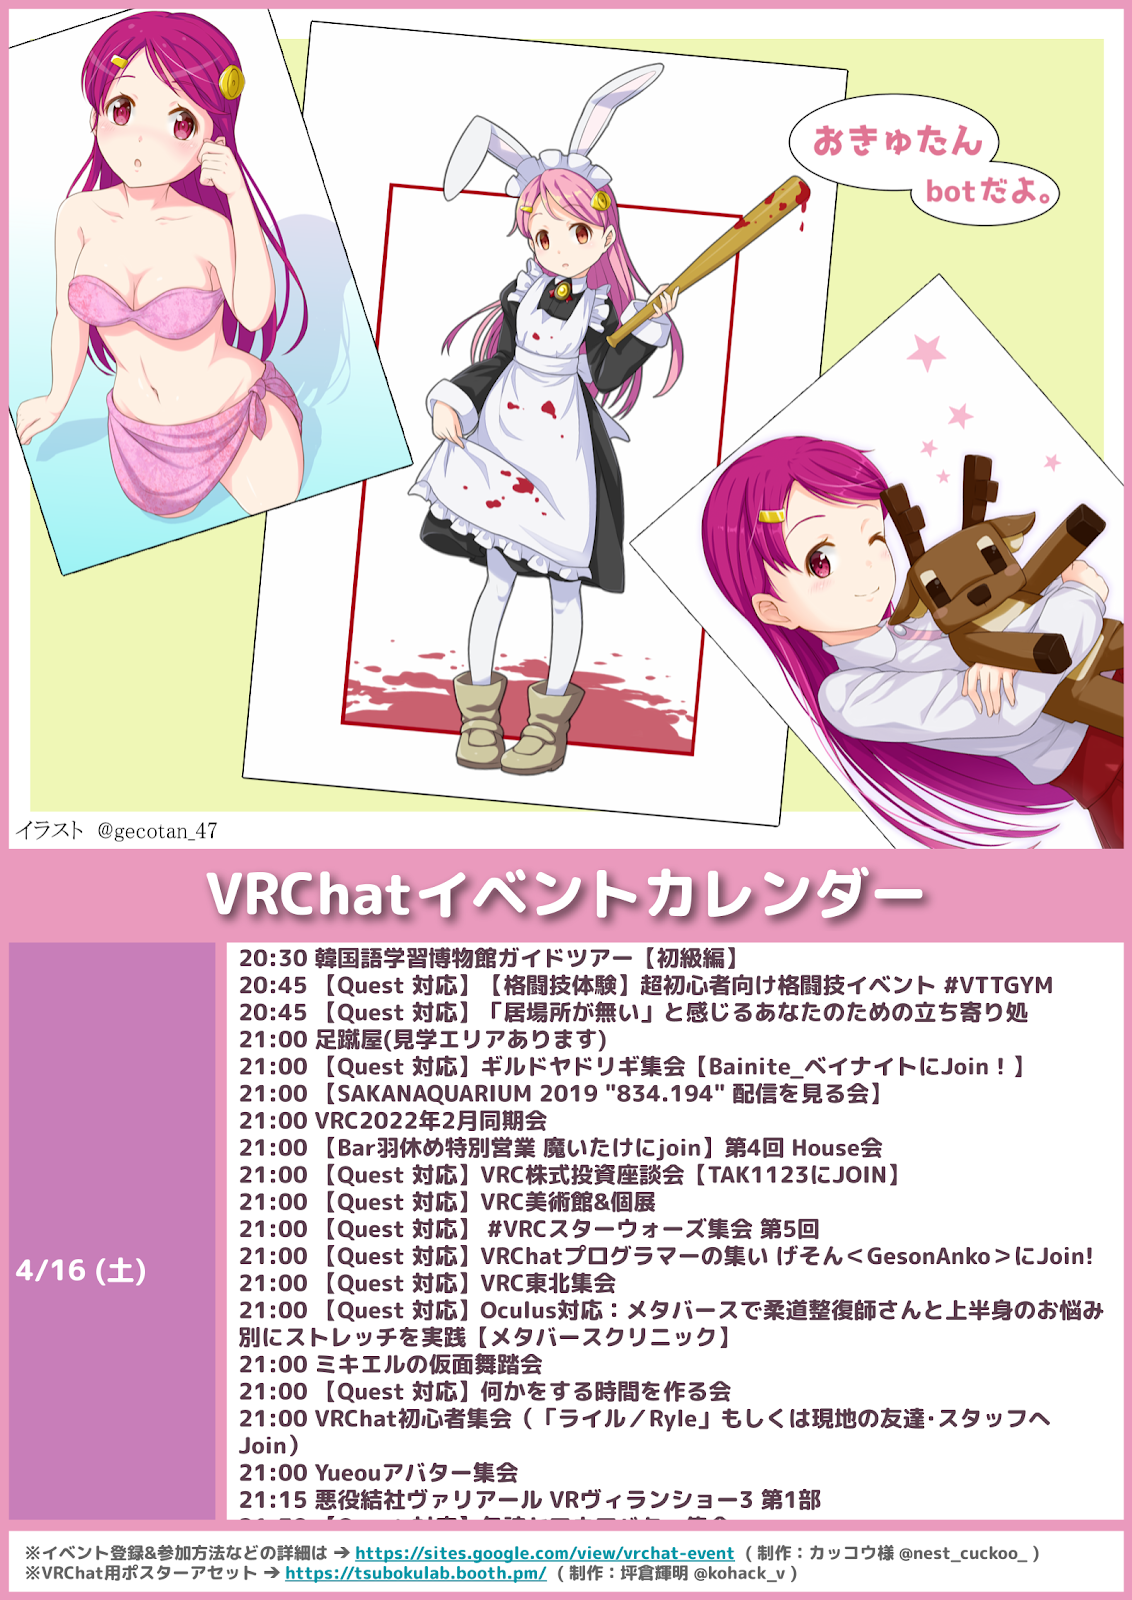 おきゅたん
botだよ。
イラスト @gecotan_47
VRChatイベントカレンダー
4/16 (土)
20:30 韓国語学習博物館ガイドツアー【初級編】
20:45 【Quest 対応】【格闘技体験】超初心者向け格闘技イベント #VTTGYM
20:45 【Quest 対応】「居場所が無い」と感じるあなたのための立ち寄り処
21:00 足蹴屋(見学エリアあります)
21:00 【Quest 対応】ギルドヤドリギ集会【Bainite_ベイナイトにJoin！】
21:00 【SAKANAQUARIUM 2019 "834.194" 配信を見る会】
21:00 VRC2022年2月同期会
21:00 【Bar羽休め特別営業 魔いたけにjoin】第4回 House会
21:00 【Quest 対応】VRC株式投資座談会【TAK1123にJOIN】
21:00 【Quest 対応】VRC美術館&個展
21:00 【Quest 対応】 #VRCスターウォーズ集会 第5回
21:00 【Quest 対応】VRChatプログラマーの集い げそん＜GesonAnko＞にJoin!
21:00 【Quest 対応】VRC東北集会
21:00 【Quest 対応】Oculus対応：メタバースで柔道整復師さんと上半身のお悩み
別にストレッチを実践【メタバースクリニック】
21:00 ミキエルの仮面舞踏会
21:00 【Quest 対応】何かをする時間を作る会
21:00 VRChat初心者集会（「ライル／Ryle」もしくは現地の友達･スタッフへ
Join）
21:00 Yueouアバター集会
21:15 悪役結社ヴァリアール VRヴィランショー3 第1部
※イベント登録&参加方法などの詳細は ➔ https://sites.google.com/view/vrchat-event ( 制作：カッコウ様 @nest_cuckoo_ )
※VRChat用ポスターアセット ➔ https://tsubokulab.booth.pm/ ( 制作：坪倉輝明 @kohack_v )